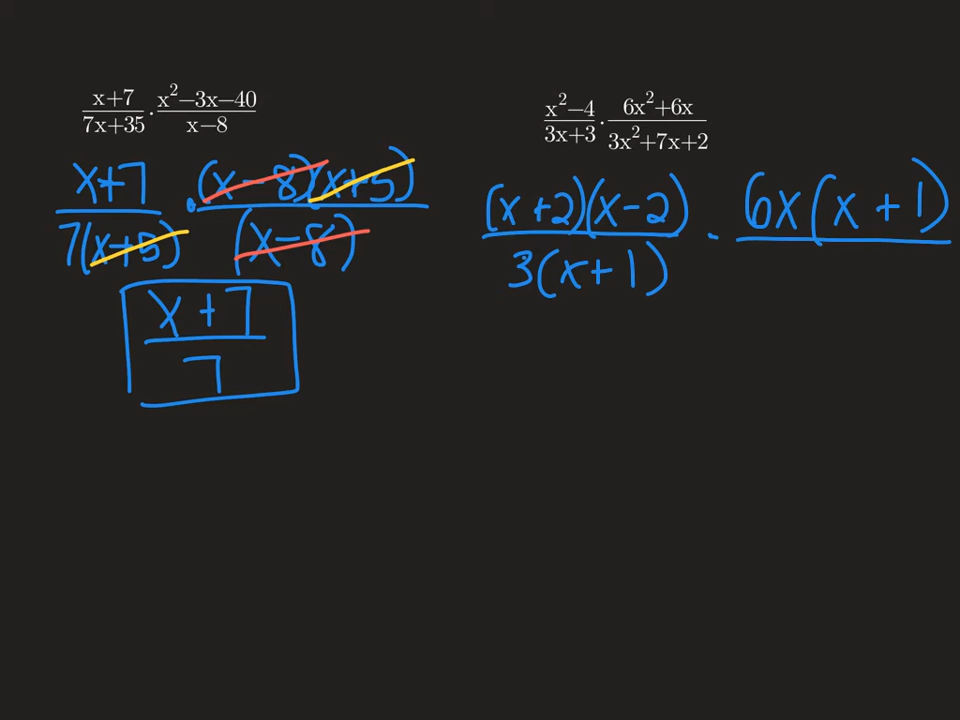 x+7/7x+35 · x²−3x−40/x−8
x+7/7(x+5) · (x−8)(x+5)/(x−8)
x+7/7
x²−4/3x+3 · 6x²+6x/3x²+7x+2
(x+2)(x−2)/3(x+1) · 6x(x+1)